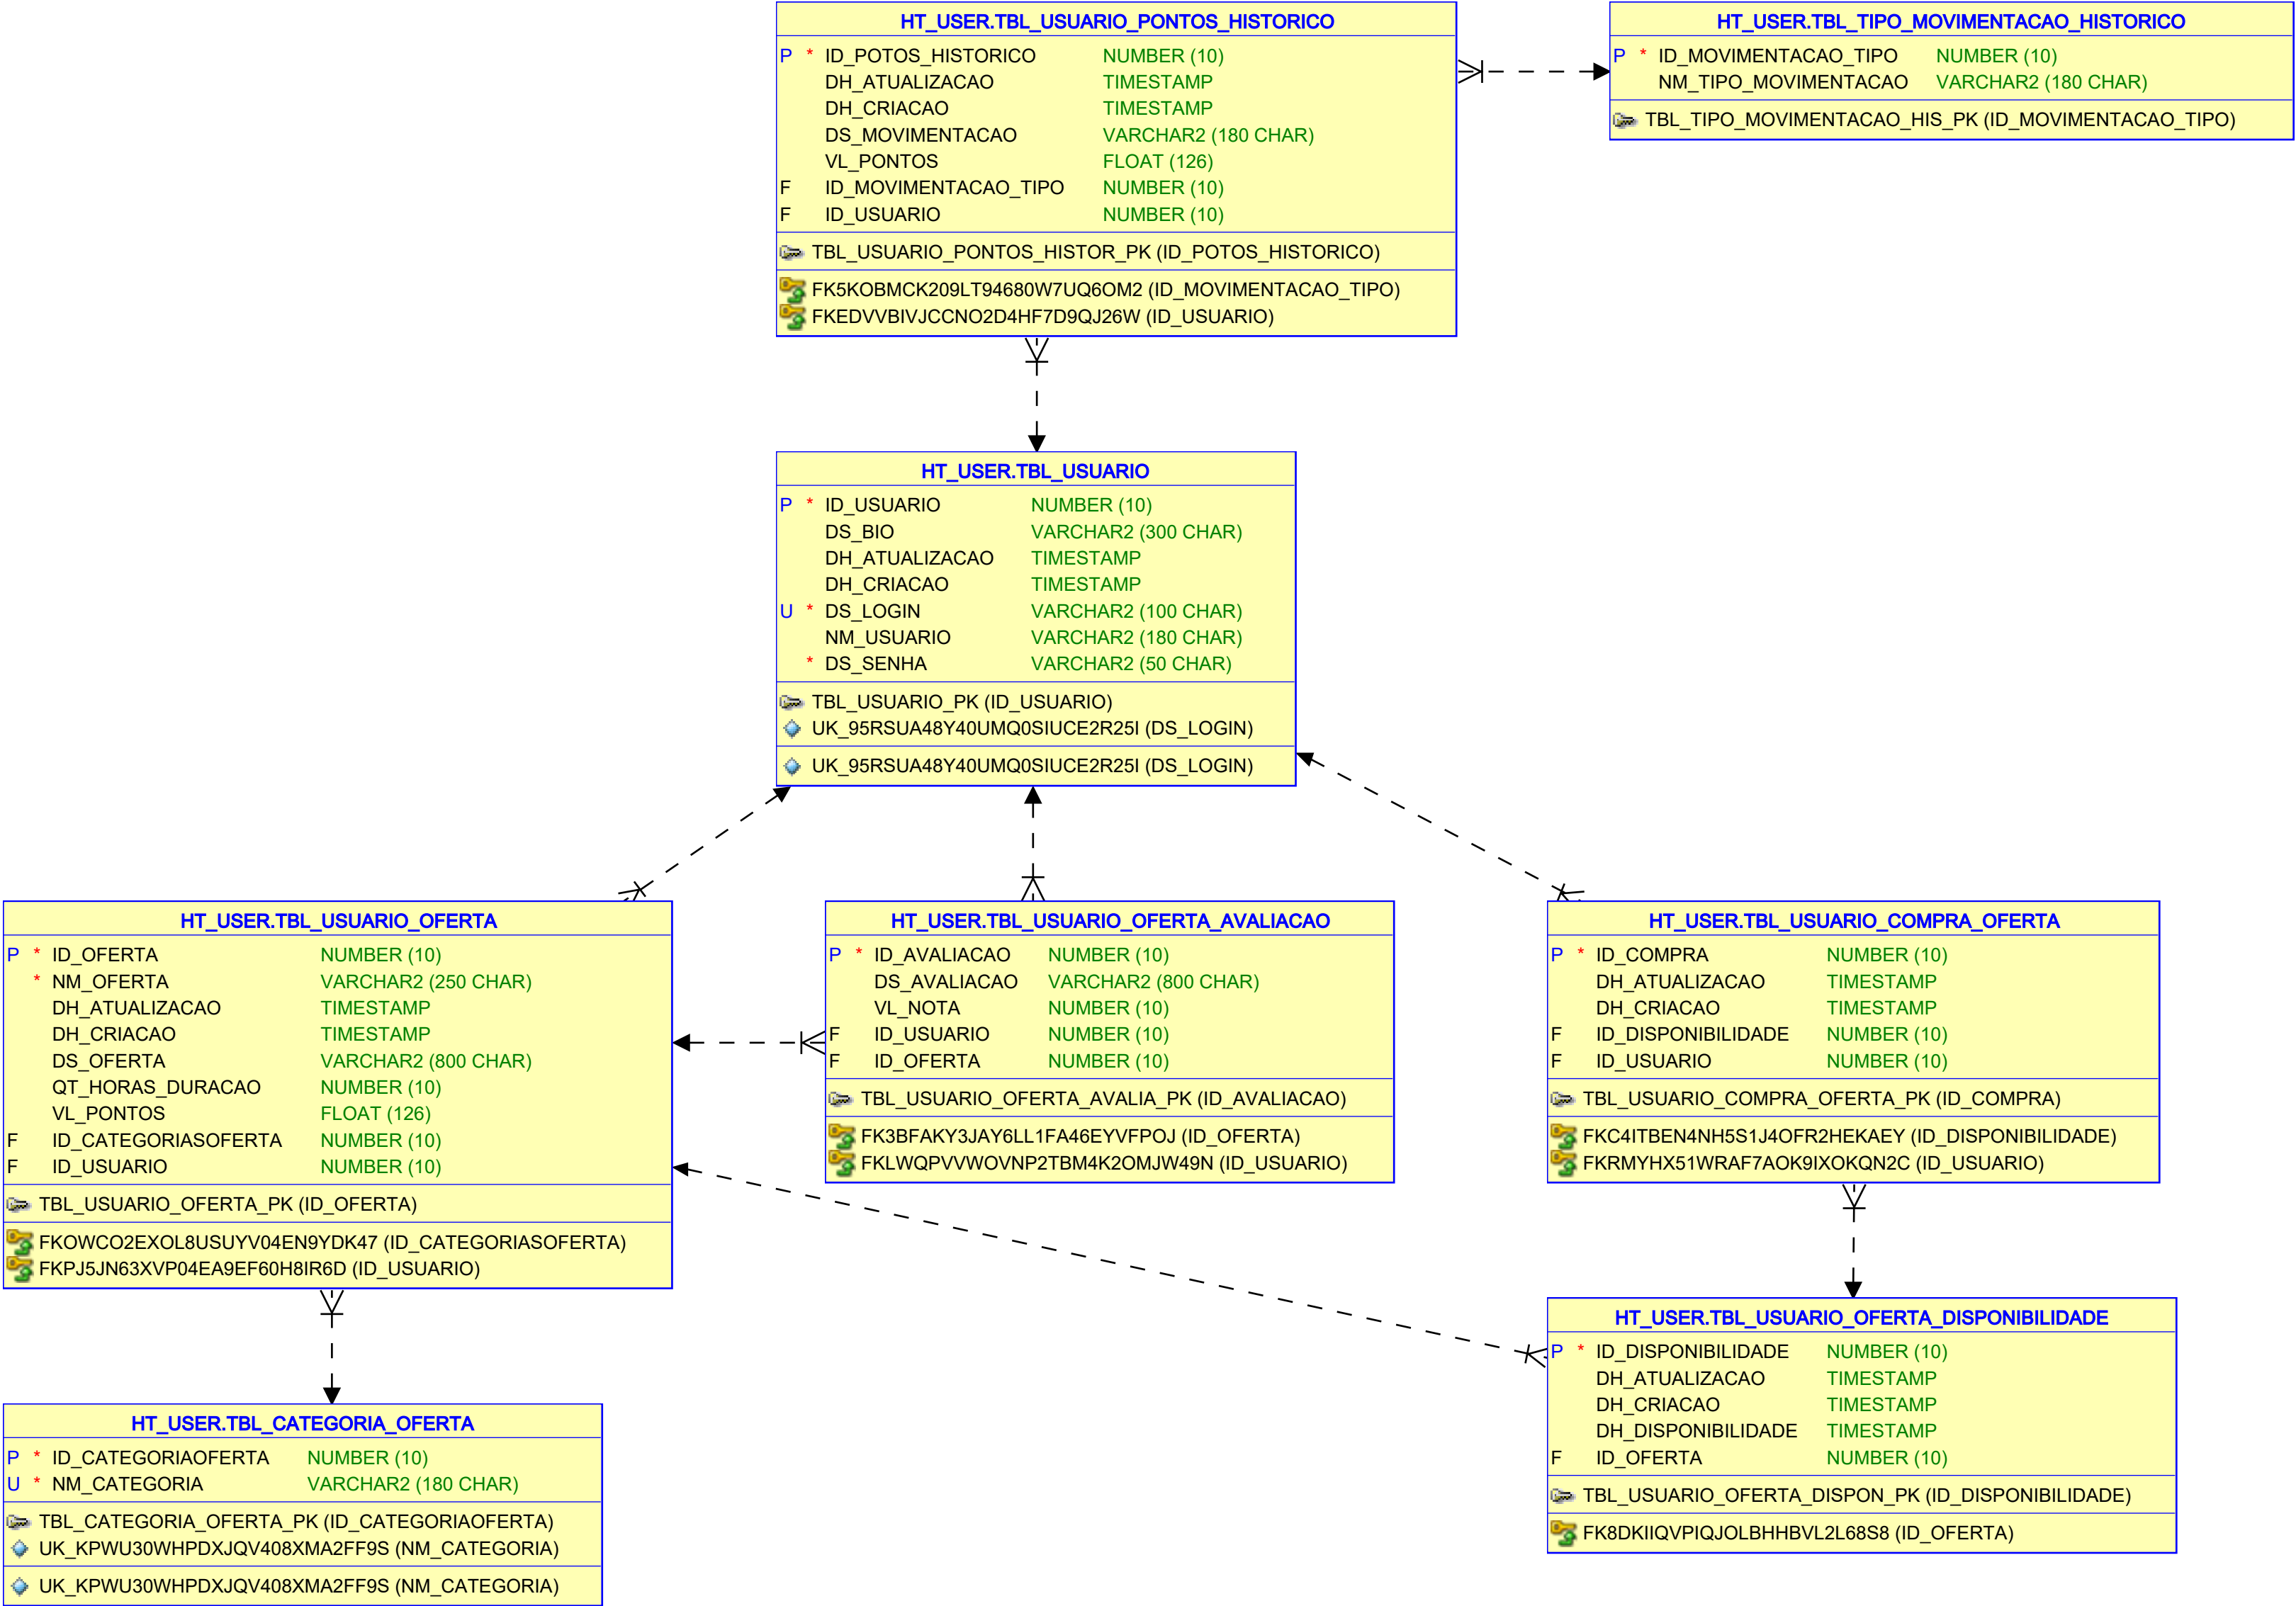 HT_USER.TBL_USUARIO_PONTOS_HISTORICO
P * ID_POTOS_HISTORICO NUMBER (10)
DH_ATUALIZACAO TIMESTAMP
DH_CRIACAO TIMESTAMP
DS_MOVIMENTACAO VARCHAR2 (180 CHAR)
VL_PONTOS FLOAT (126)
F ID_MOVIMENTACAO_TIPO NUMBER (10)
F ID_USUARIO NUMBER (10)
TBL_USUARIO_PONTOS_HISTOR_PK (ID_POTOS_HISTORICO)
FK5KOBMCK209LT94680W7UQ6OM2 (ID_MOVIMENTACAO_TIPO)
FKEDVVBIVJCCNO2D4HF7D9QJ26W (ID_USUARIO)
HT_USER.TBL_TIPO_MOVIMENTACAO_HISTORICO
P * ID_MOVIMENTACAO_TIPO NUMBER (10)
NM_TIPO_MOVIMENTACAO VARCHAR2 (180 CHAR)
TBL_TIPO_MOVIMENTACAO_HIS_PK (ID_MOVIMENTACAO_TIPO)
HT_USER.TBL_USUARIO
P * ID_USUARIO NUMBER (10)
DS_BIO VARCHAR2 (300 CHAR)
DH_ATUALIZACAO TIMESTAMP
DH_CRIACAO TIMESTAMP
U * DS_LOGIN VARCHAR2 (100 CHAR)
NM_USUARIO VARCHAR2 (180 CHAR)
* DS_SENHA VARCHAR2 (50 CHAR)
TBL_USUARIO_PK (ID_USUARIO)
UK_95RSUA48Y40UMQ0SIUCE2R25I (DS_LOGIN)
UK_95RSUA48Y40UMQ0SIUCE2R25I (DS_LOGIN)
HT_USER.TBL_USUARIO_OFERTA
P * ID_OFERTA NUMBER (10)
* NM_OFERTA VARCHAR2 (250 CHAR)
DH_ATUALIZACAO TIMESTAMP
DH_CRIACAO TIMESTAMP
DS_OFERTA VARCHAR2 (800 CHAR)
QT_HORAS_DURACAO NUMBER (10)
VL_PONTOS FLOAT (126)
F ID_CATEGORIASOFERTA NUMBER (10)
F ID_USUARIO NUMBER (10)
TBL_USUARIO_OFERTA_PK (ID_OFERTA)
FKOWCO2EXOL8USUYV04EN9YDK47 (ID_CATEGORIASOFERTA)
FKPJ5JN63XVP04EA9EF60H8IR6D (ID_USUARIO)
HT_USER.TBL_USUARIO_OFERTA_AVALIACAO
P * ID_AVALIACAO NUMBER (10)
DS_AVALIACAO VARCHAR2 (800 CHAR)
VL_NOTA NUMBER (10)
F ID_USUARIO NUMBER (10)
F ID_OFERTA NUMBER (10)
TBL_USUARIO_OFERTA_AVALIA_PK (ID_AVALIACAO)
FK3BFAKY3JAY6LL1FA46EYVFPOJ (ID_OFERTA)
FKLWQPVVWOVNP2TBM4K2OMJW49N (ID_USUARIO)
HT_USER.TBL_USUARIO_COMPRA_OFERTA
P * ID_COMPRA NUMBER (10)
DH_ATUALIZACAO TIMESTAMP
DH_CRIACAO TIMESTAMP
F ID_DISPONIBILIDADE NUMBER (10)
F ID_USUARIO NUMBER (10)
TBL_USUARIO_COMPRA_OFERTA_PK (ID_COMPRA)
FKC4ITBEN4NH5S1J4OFR2HEKAEY (ID_DISPONIBILIDADE)
FKRMYHX51WRAF7AOK9IXOKQN2C (ID_USUARIO)
HT_USER.TBL_CATEGORIA_OFERTA
P * ID_CATEGORIAOFERTA NUMBER (10)
U * NM_CATEGORIA VARCHAR2 (180 CHAR)
TBL_CATEGORIA_OFERTA_PK (ID_CATEGORIAOFERTA)
UK_KPWU30WHPDXJQV408XMA2FF9S (NM_CATEGORIA)
UK_KPWU30WHPDXJQV408XMA2FF9S (NM_CATEGORIA)
HT_USER.TBL_USUARIO_OFERTA_DISPONIBILIDADE
P * ID_DISPONIBILIDADE NUMBER (10)
DH_ATUALIZACAO TIMESTAMP
DH_CRIACAO TIMESTAMP
DH_DISPONIBILIDADE TIMESTAMP
F ID_OFERTA NUMBER (10)
TBL_USUARIO_OFERTA_DISPON_PK (ID_DISPONIBILIDADE)
FK8DKIIQVPIQJOLBHHBVL2L68S8 (ID_OFERTA)